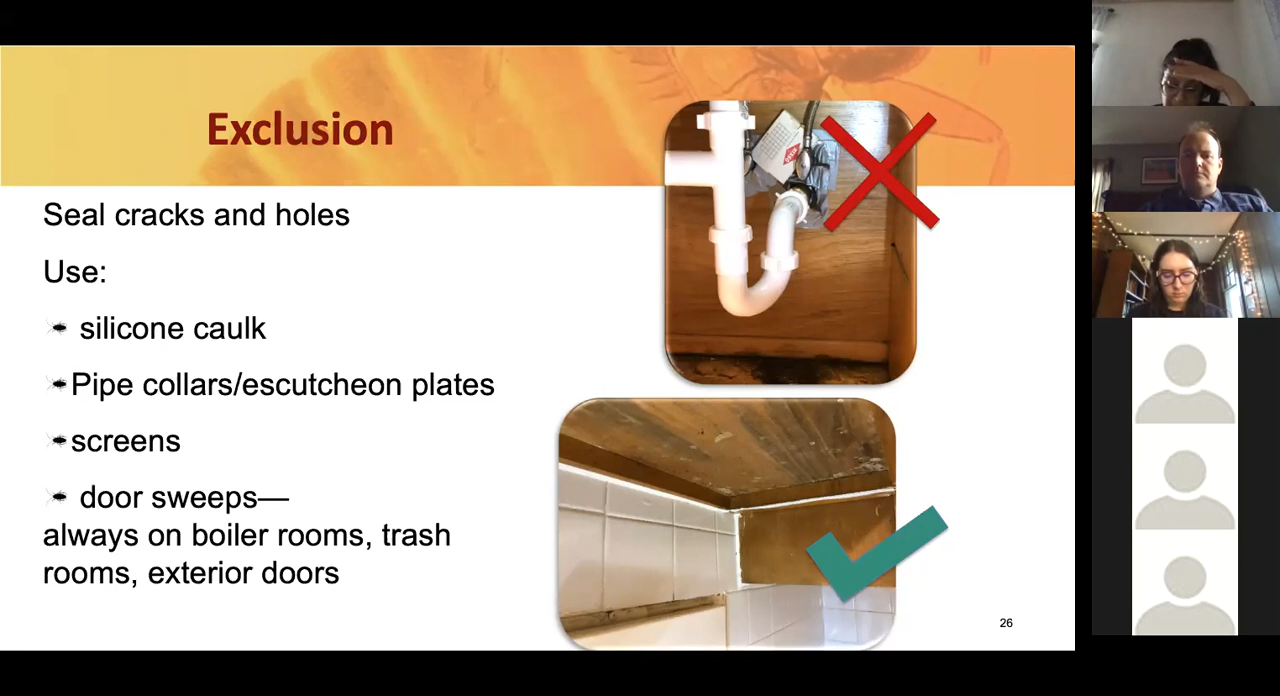 Exclusion
Seal cracks and holes
Use:
silicone caulk
Pipe collars/escutcheon plates
screens
door sweeps—
always on boiler rooms, trash
rooms, exterior doors
26